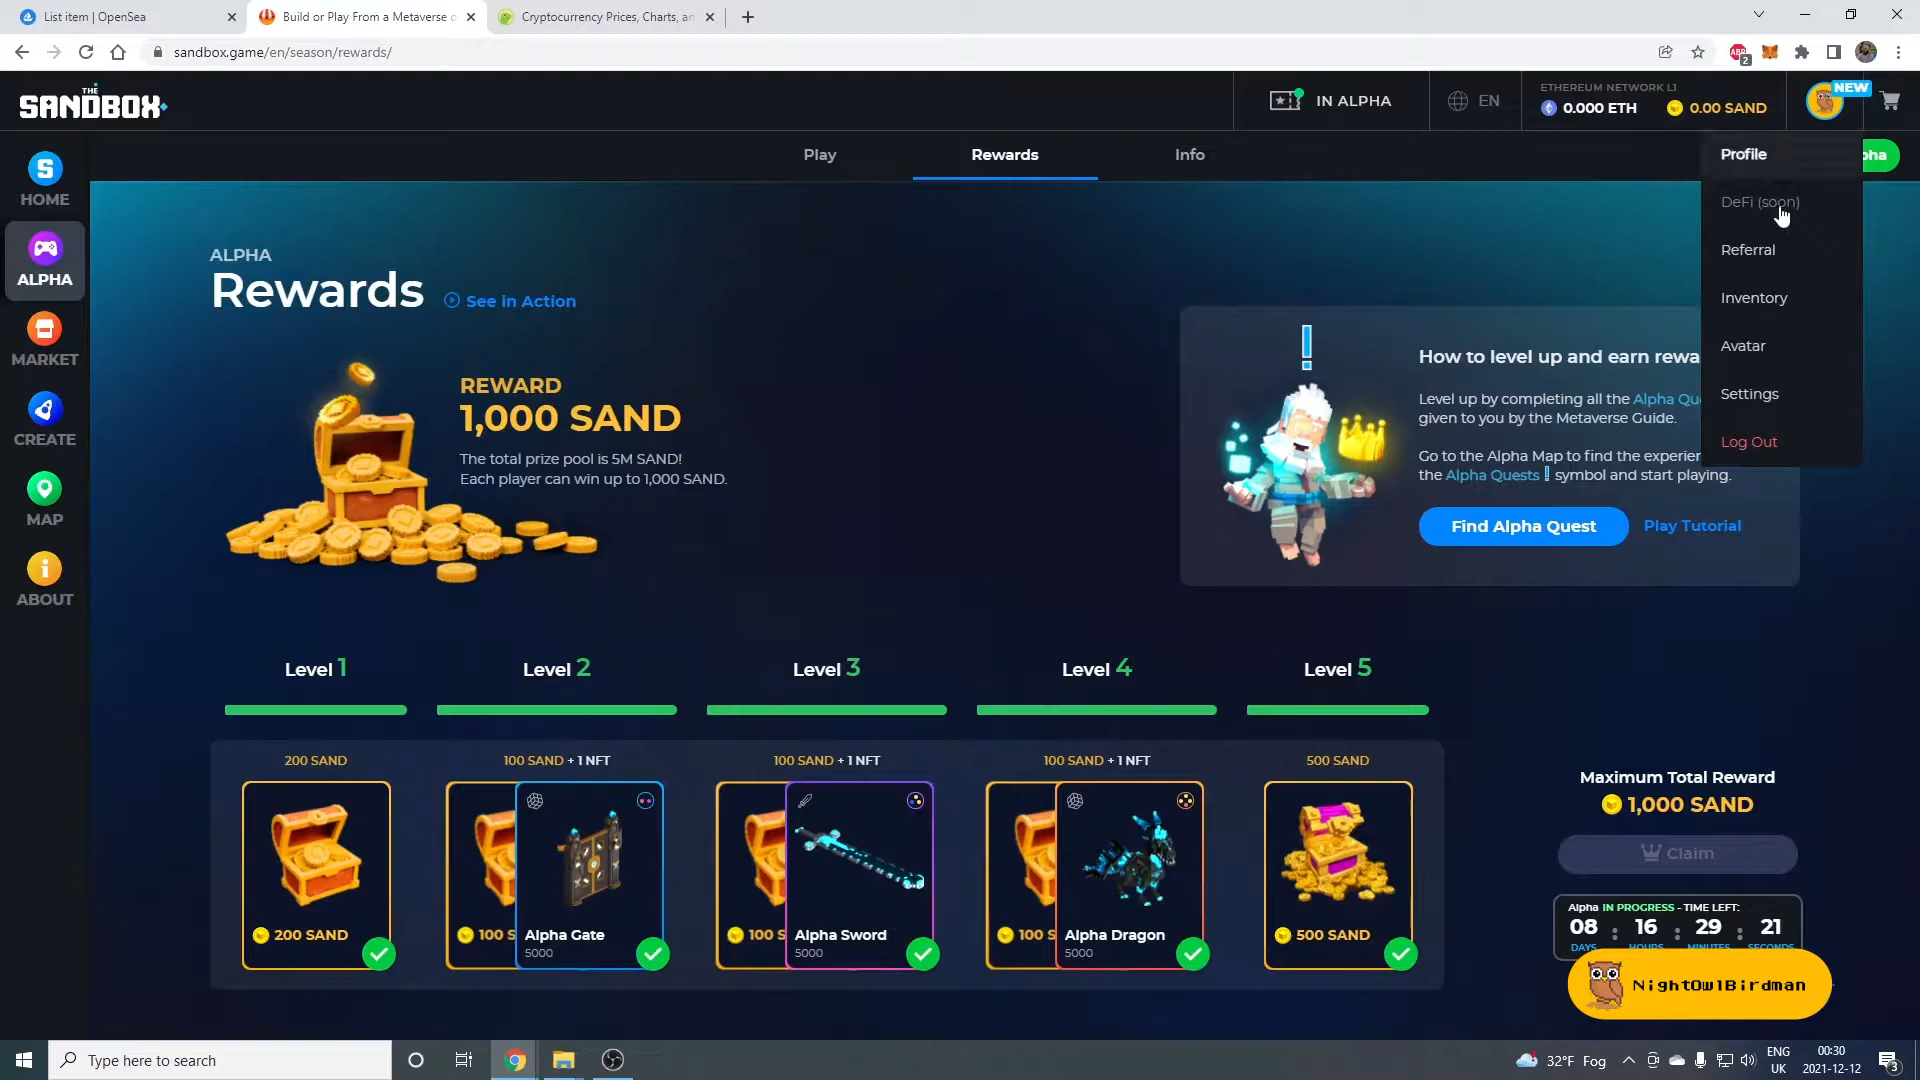 List item | OpenSea
Build or Play From a Metaverse o
Cryptocurrency Prices, Charts, an
sandbox.game/en/season/rewards/
ABP
2
THE
SANDBOX
IN ALPHA
EN
ETHEREUM NETWORK L1
0.000 ETH
0.00 SAND
NEW
Play
Rewards
Info
Profile
pha
DeFi (soon)
Referral
Inventory
Avatar
Settings
Log Out
HOME
ALPHA
MARKET
CREATE
MAP
ABOUT
ALPHA
Rewards
See in Action
REWARD
1,000 SAND
The total prize pool is 5M SAND!
Each player can win up to 1,000 SAND.
How to level up and earn rewa
Level up by completing all the Alpha Qu
given to you by the Metaverse Guide.
Go to the Alpha Map to find the experier
the Alpha Quests ! symbol and start playing.
Find Alpha Quest
Play Tutorial
Level 1
Level 2
Level 3
Level 4
Level 5
200 SAND
100 SAND + 1 NFT
100 SAND + 1 NFT
100 SAND + 1 NFT
500 SAND
200 SAND
100 S
Alpha Gate
5000
100 S
Alpha Sword
5000
100 S
Alpha Dragon
5000
500 SAND
Maximum Total Reward
1,000 SAND
Claim
Alpha IN PROGRESS - TIME LEFT:
08 : 16 : 29 : 21
DAYS HOURS MINUTES SECONDS
NightOwlBirdman
Type here to search
32°F Fog
ENG
UK
00:30
2021-12-12
3